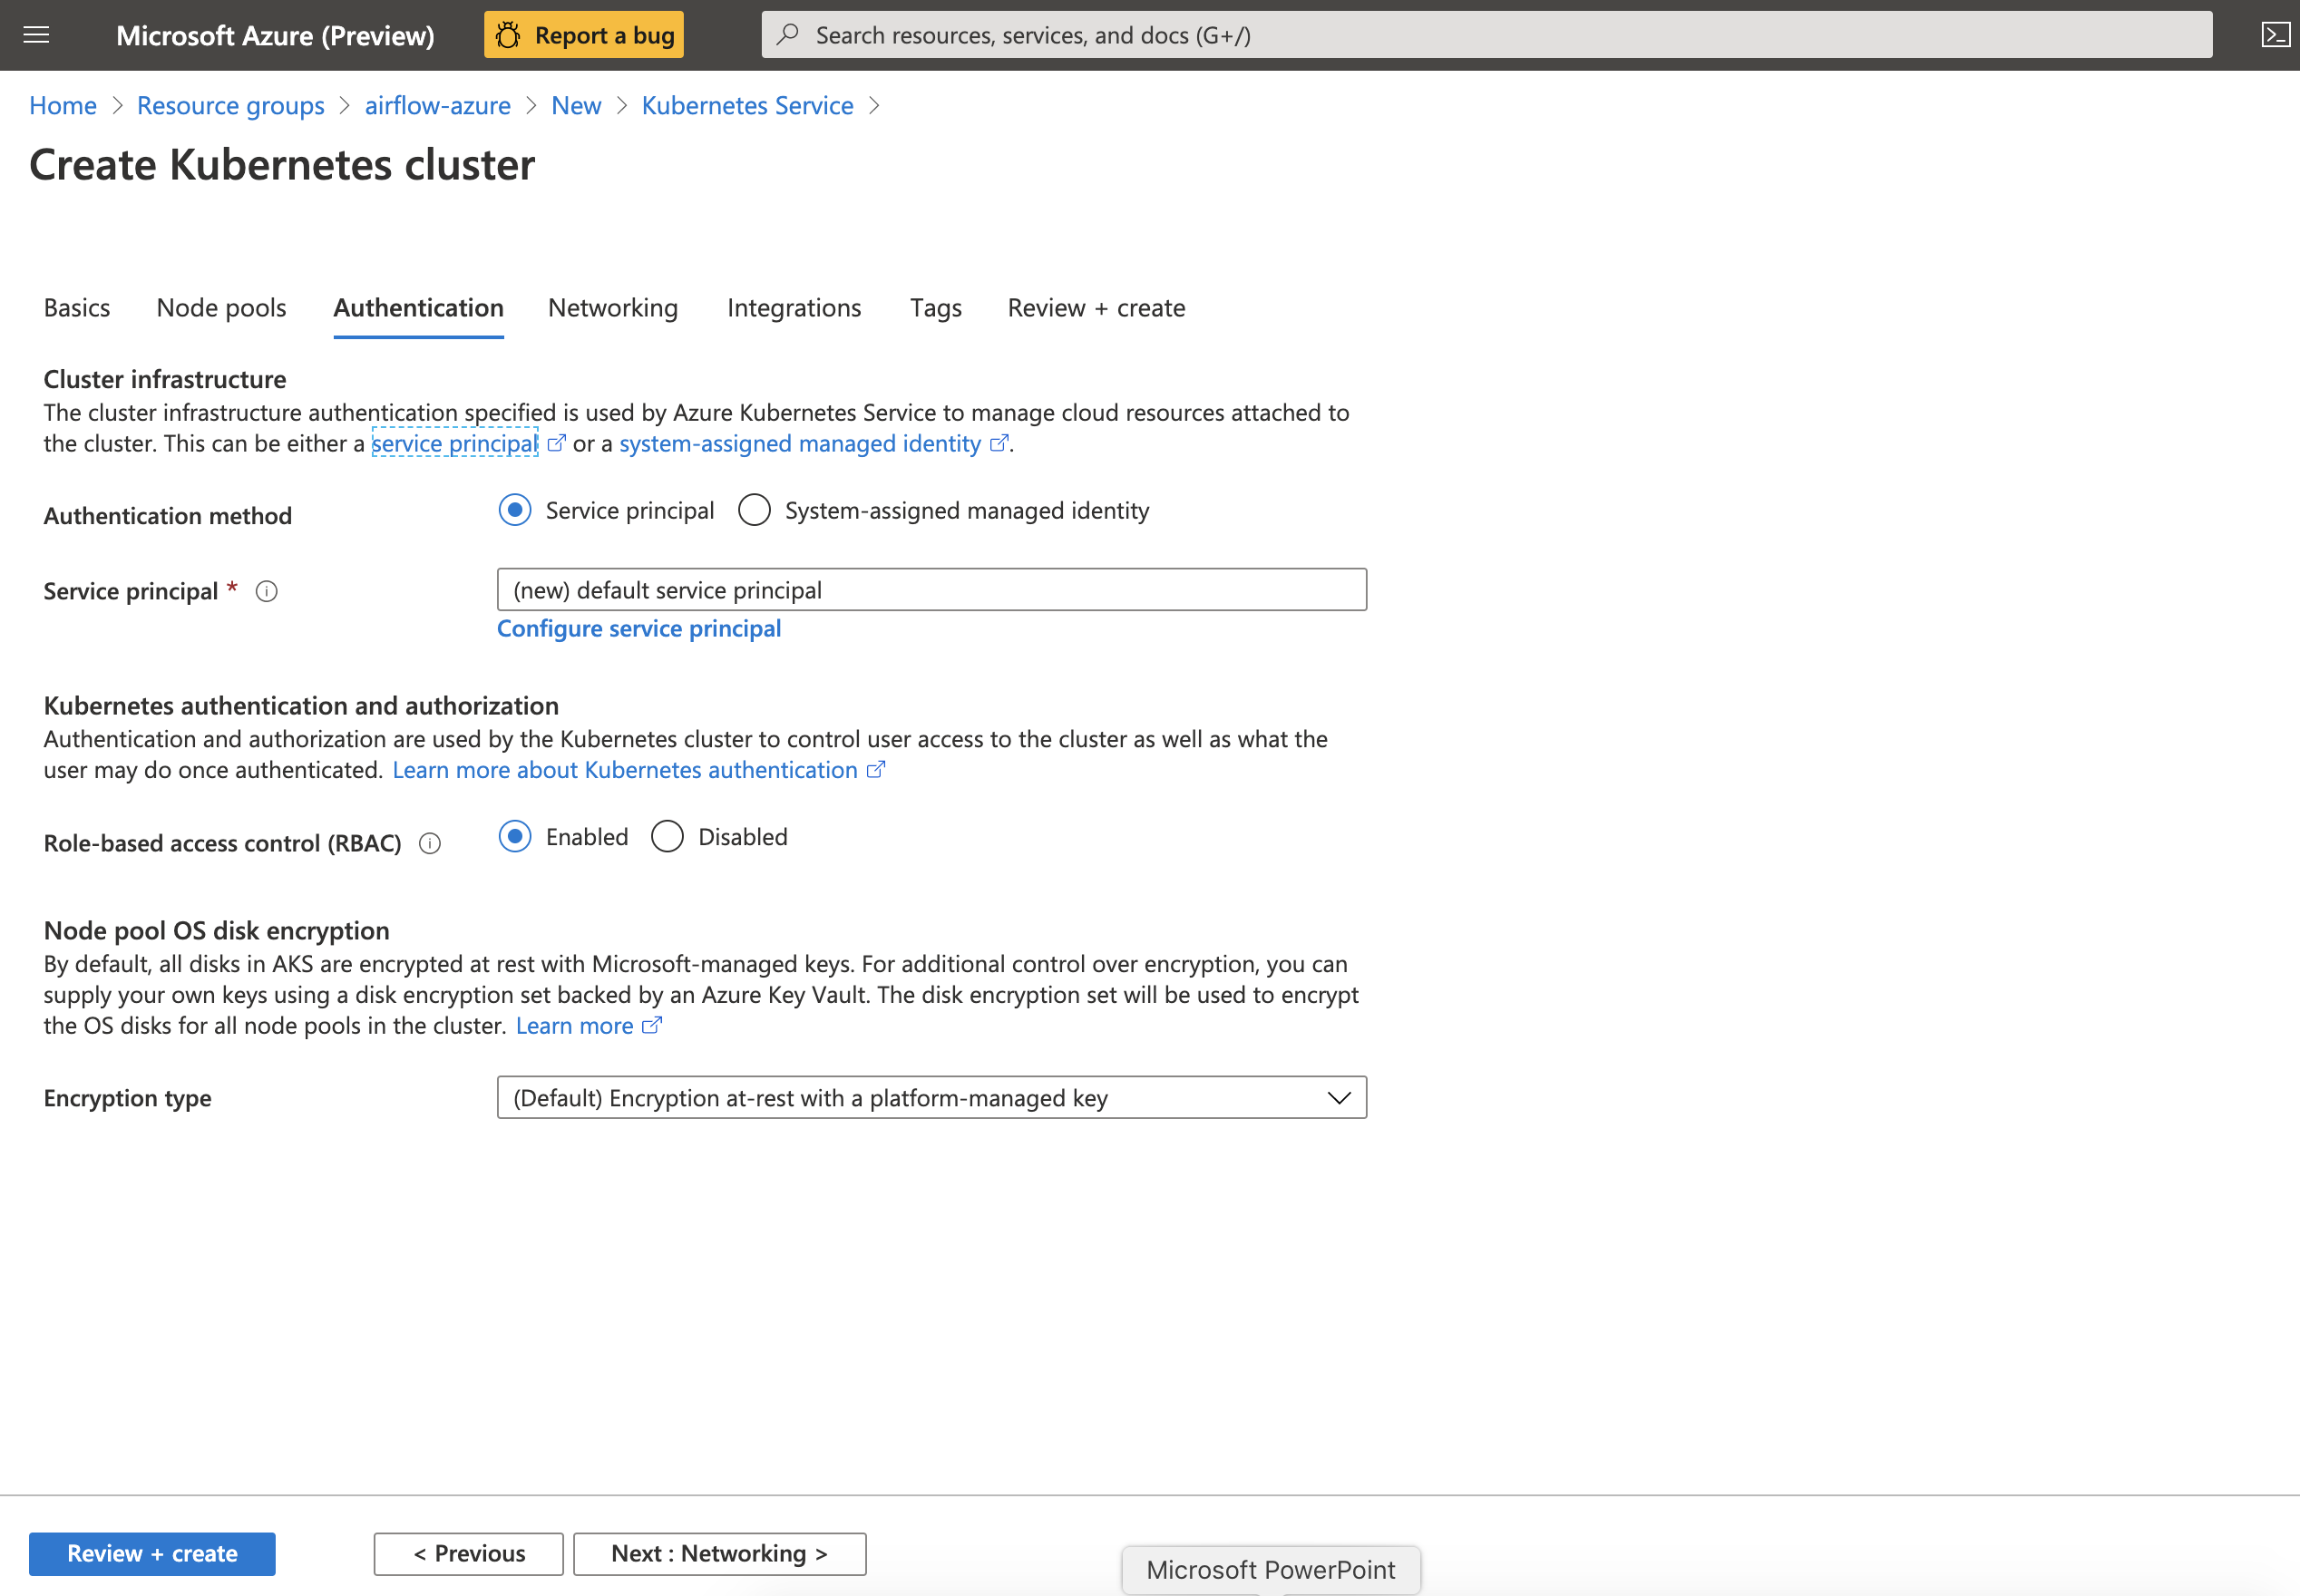 Microsoft Azure (Preview)
Report a bug
Search resources, services, and docs (G+/)
Home > Resource groups > airflow-azure > New > Kubernetes Service >
Create Kubernetes cluster
Basics Node pools Authentication Networking Integrations Tags Review + create
Cluster infrastructure
The cluster infrastructure authentication specified is used by Azure Kubernetes Service to manage cloud resources attached to
the cluster. This can be either a service principal or a system-assigned managed identity.
Authentication method
Service principal
System-assigned managed identity
Service principal *
(new) default service principal
Configure service principal
Kubernetes authentication and authorization
Authentication and authorization are used by the Kubernetes cluster to control user access to the cluster as well as what the
user may do once authenticated. Learn more about Kubernetes authentication
Role-based access control (RBAC)
Enabled
Disabled
Node pool OS disk encryption
By default, all disks in AKS are encrypted at rest with Microsoft-managed keys. For additional control over encryption, you can
supply your own keys using a disk encryption set backed by an Azure Key Vault. The disk encryption set will be used to encrypt
the OS disks for all node pools in the cluster. Learn more
Encryption type
(Default) Encryption at-rest with a platform-managed key
Review + create
< Previous
Next : Networking >
Microsoft PowerPoint